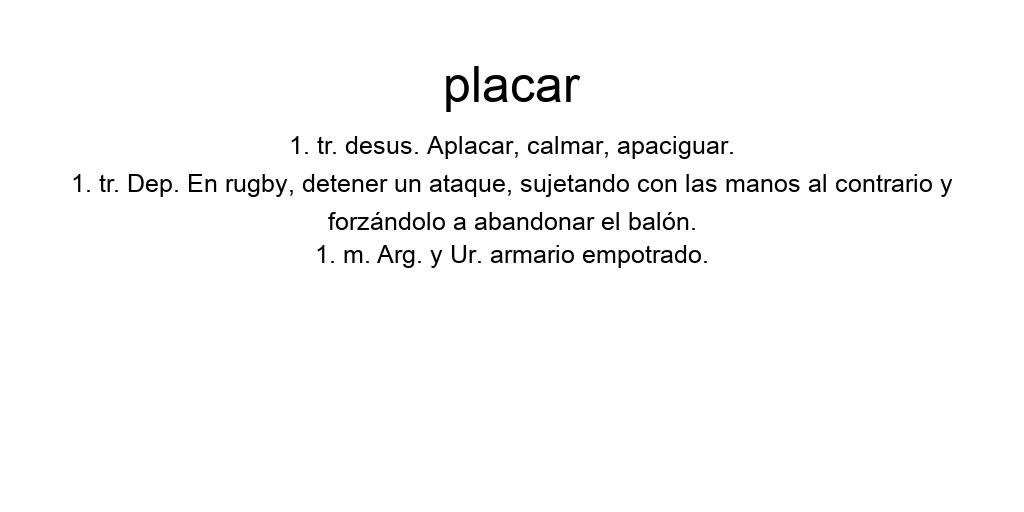 placar
1. tr. desus. Aplacar, calmar, apaciguar.
1. tr. Dep. En rugby, detener un ataque, sujetando con las manos al contrario y
forzándolo a abandonar el balón.
1. m. Arg. y Ur. armario empotrado.